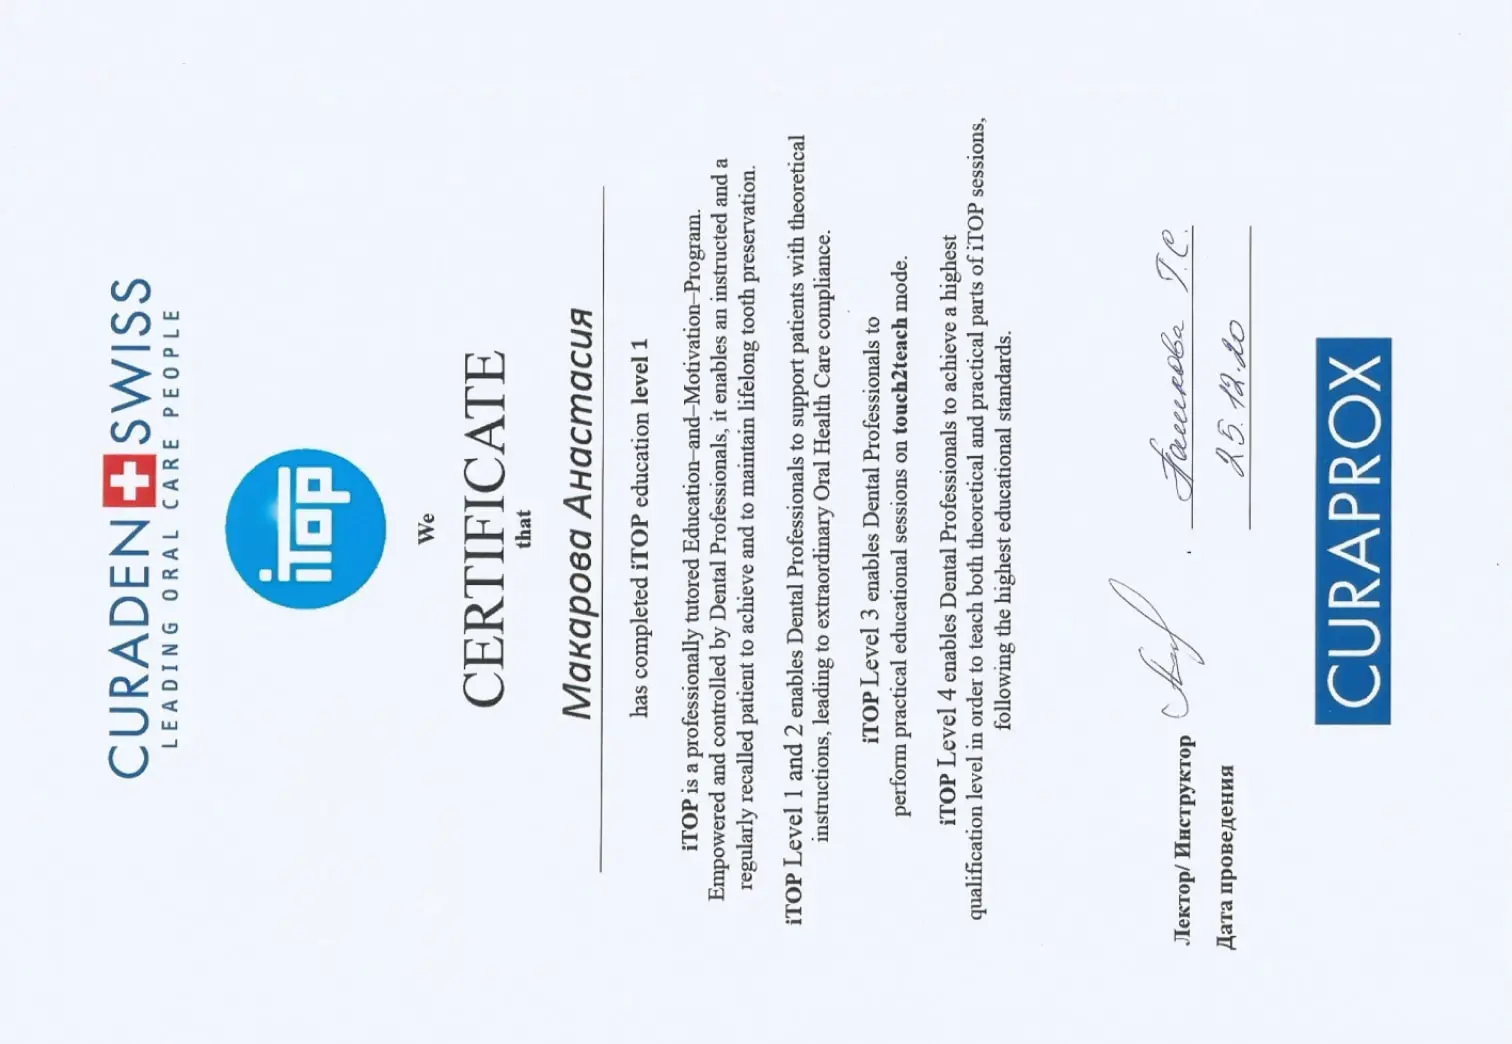 CURADEN SWISS
LEADING ORAL CARE PEOPLE
iTOP
We
CERTIFICATE
that
Макарова Анастасия
has completed iTOP education level 1
iTOP is a professionally tutored Education–and–Motivation–Program.
Empowered and controlled by Dental Professionals, it enables an instructed and a
regularly recalled patient to achieve and to maintain lifelong tooth preservation.
iTOP Level 1 and 2 enables Dental Professionals to support patients with theoretical
instructions, leading to extraordinary Oral Health Care compliance.
iTOP Level 3 enables Dental Professionals to
perform practical educational sessions on touch2teach mode.
iTOP Level 4 enables Dental Professionals to achieve a highest
qualification level in order to teach both theoretical and practical parts of iTOP sessions,
following the highest educational standards.
Лектор/ Инструктор Т.С.
Дата проведения 25.12.20
CURAPROX